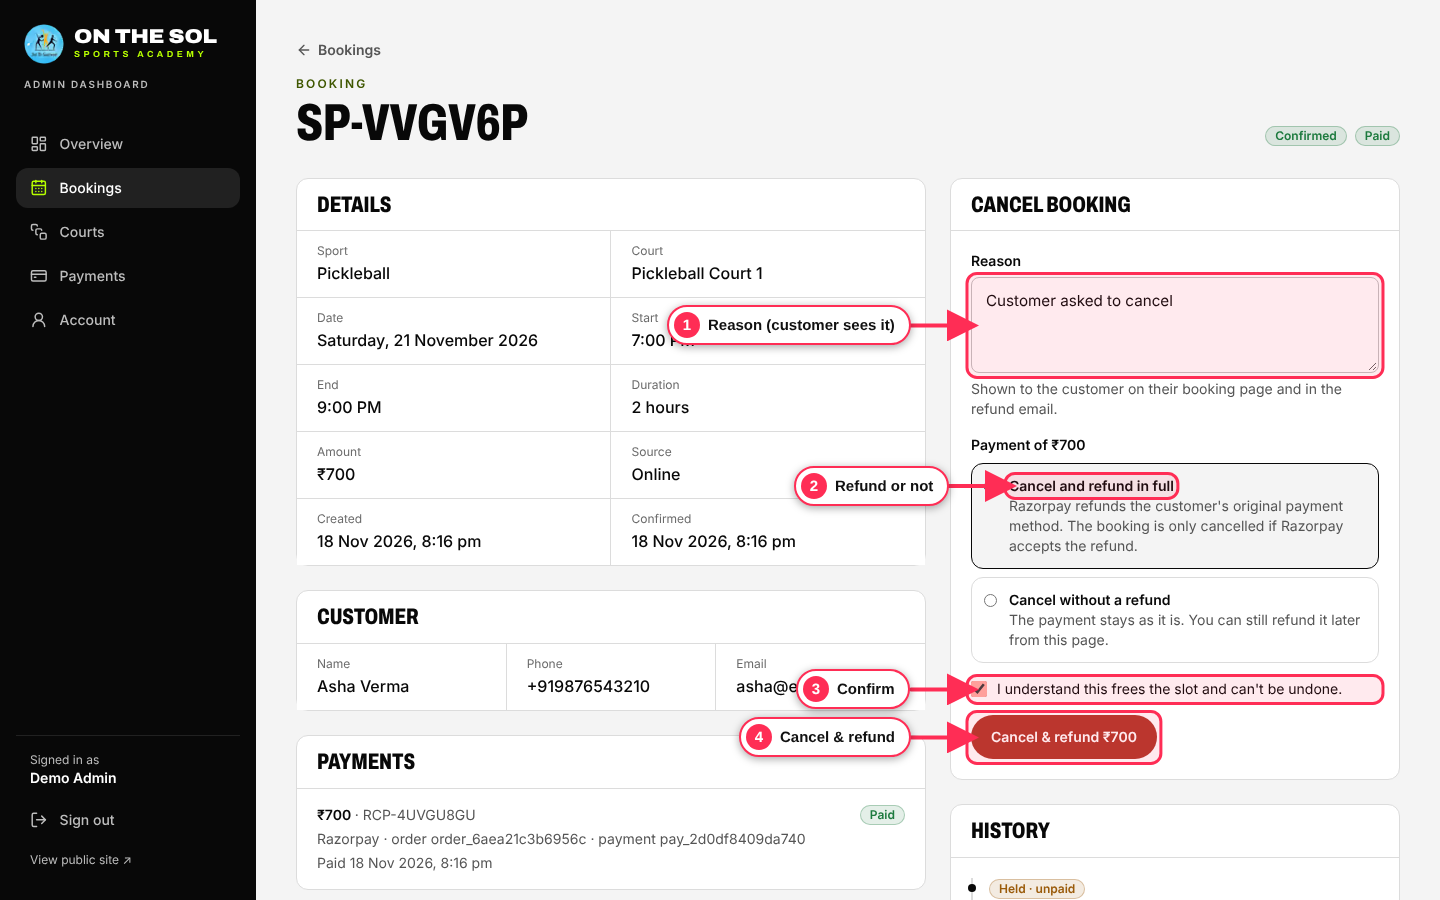 ON THE SOL
SPORTS ACADEMY
ADMIN DASHBOARD
Overview
Bookings
Courts
Payments
Account
Signed in as
Demo Admin
Sign out
View public site ↗
← Bookings
BOOKING
SP-VVGV6P
Confirmed
Paid
DETAILS
Sport
Pickleball
Court
Pickleball Court 1
Date
Saturday, 21 November 2026
Start
7:00
End
9:00 PM
Duration
2 hours
Amount
₹700
Source
Online
Created
18 Nov 2026, 8:16 pm
Confirmed
18 Nov 2026, 8:16 pm
CUSTOMER
Name
Asha Verma
Phone
+919876543210
Email
asha@e
PAYMENTS
₹700 · RCP-4UVGU8GU
Paid
Razorpay · order order_6aea21c3b6956c · payment pay_2d0df8409da740
Paid 18 Nov 2026, 8:16 pm
CANCEL BOOKING
Reason
1 Reason (customer sees it)
Customer asked to cancel
Shown to the customer on their booking page and in the
refund email.
Payment of ₹700
2 Refund or not
Cancel and refund in full
Razorpay refunds the customer's original payment
method. The booking is only cancelled if Razorpay
accepts the refund.
Cancel without a refund
The payment stays as it is. You can still refund it later
from this page.
3 Confirm
I understand this frees the slot and can't be undone.
4 Cancel & refund
Cancel & refund ₹700
HISTORY
Held · unpaid